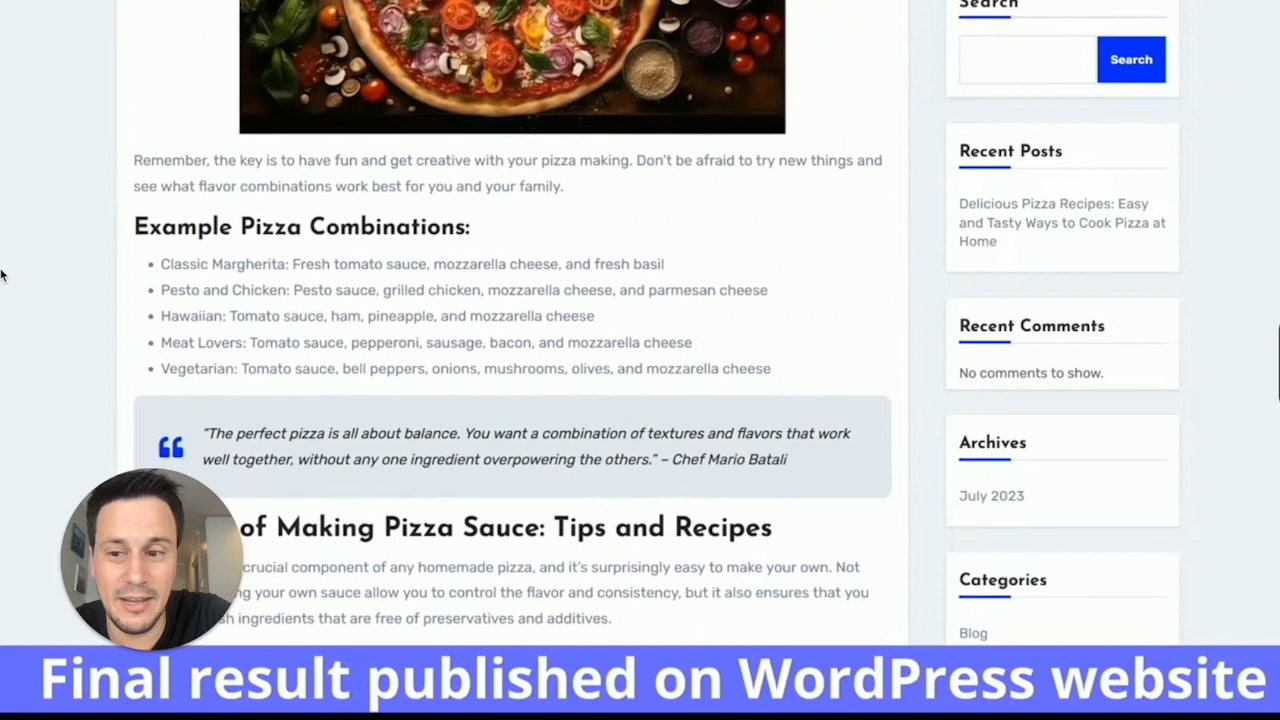 Remember, the key is to have fun and get creative with your pizza making. Don't be afraid to try new things and
see what flavor combinations work best for you and your family.
Example Pizza Combinations:
• Classic Margherita: Fresh tomato sauce, mozzarella cheese, and fresh basil
• Pesto and Chicken: Pesto sauce, grilled chicken, mozzarella cheese, and parmesan cheese
• Hawaiian: Tomato sauce, ham, pineapple, and mozzarella cheese
• Meat Lovers: Tomato sauce, pepperoni, sausage, bacon, and mozzarella cheese
• Vegetarian: Tomato sauce, bell peppers, onions, mushrooms, olives, and mozzarella cheese
“The perfect pizza is all about balance. You want a combination of textures and flavors that work
well together, without any one ingredient overpowering the others.” – Chef Mario Batali
of Making Pizza Sauce: Tips and Recipes
crucial component of any homemade pizza, and it's surprisingly easy to make your own. Not
your own sauce allow you to control the flavor and consistency, but it also ensures that you
ingredients that are free of preservatives and additives.
Search
Search
Recent Posts
Delicious Pizza Recipes: Easy
and Tasty Ways to Cook Pizza at
Home
Recent Comments
No comments to show.
Archives
July 2023
Categories
Blog
Final result published on WordPress website